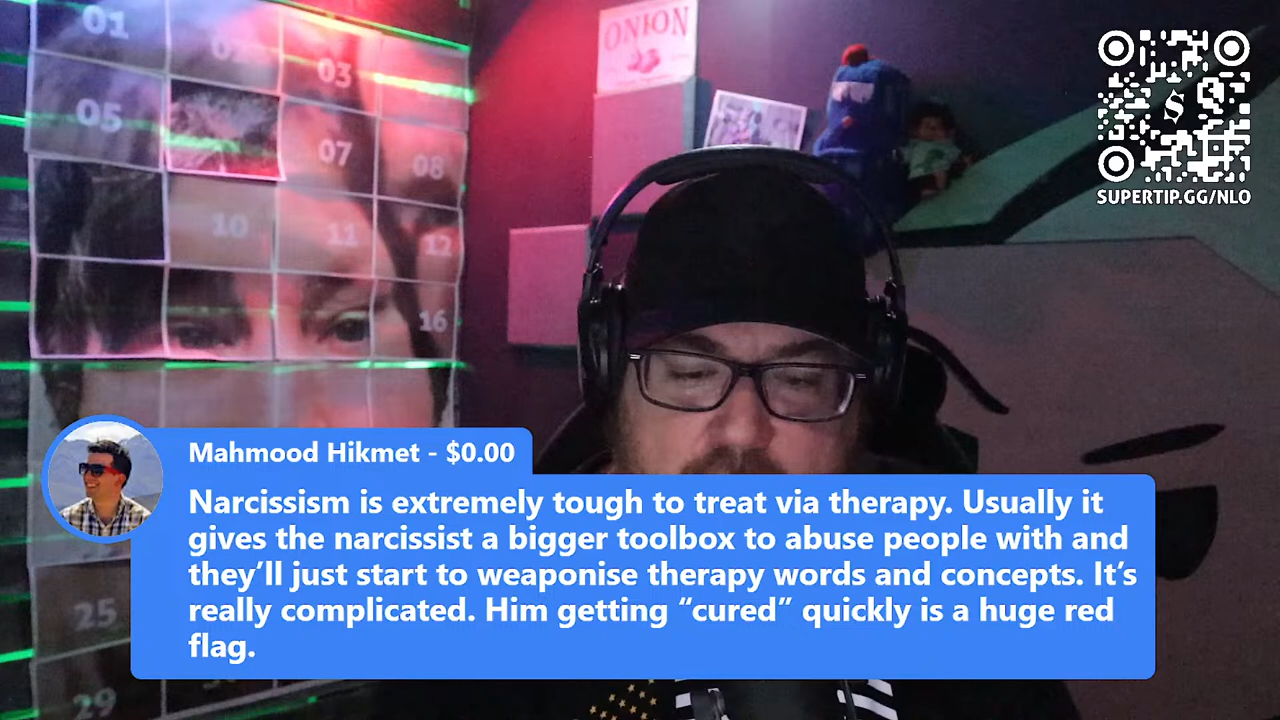 01
02
03
05
07
08
10
11
12
16
25
29
ONION
$
SUPERTIP.GG/NLO
Mahmood Hikmet - $0.00
Narcissism is extremely tough to treat via therapy. Usually it
gives the narcissist a bigger toolbox to abuse people with and
they’ll just start to weaponise therapy words and concepts. It’s
really complicated. Him getting “cured” quickly is a huge red
flag.